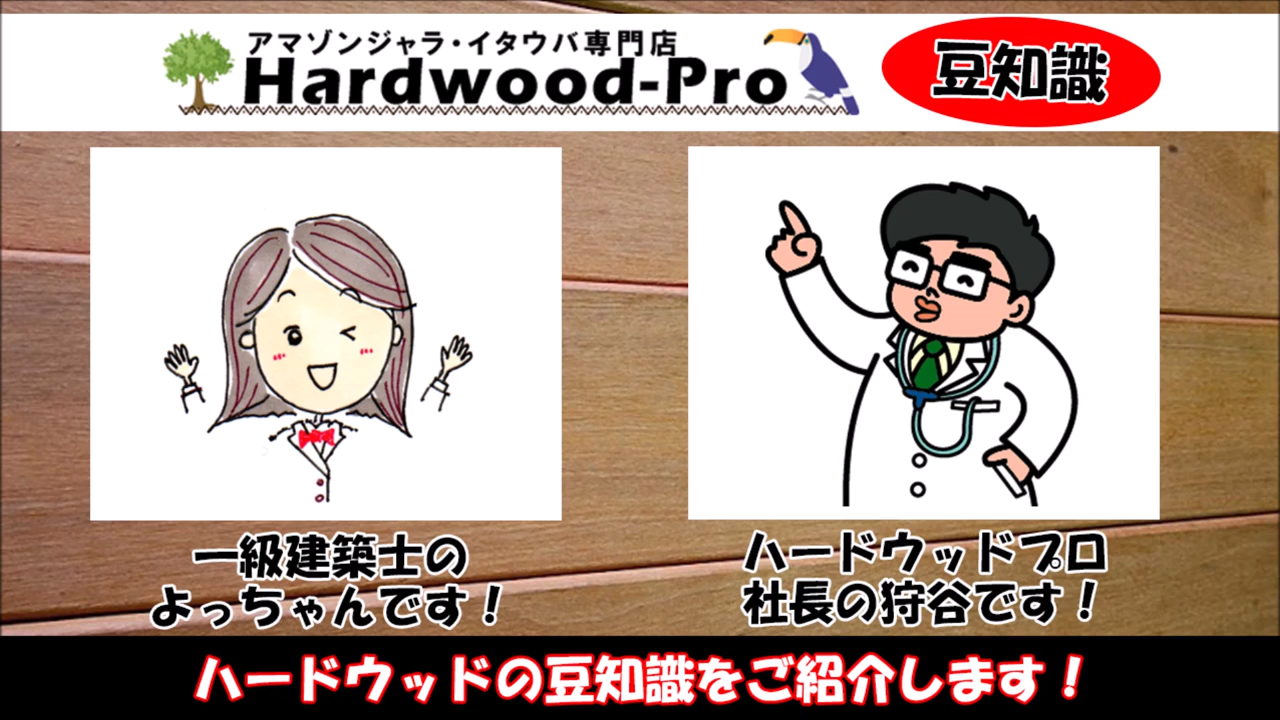 アマゾンジャラ・イタウバ専門店
Hardwood-Pro
豆知識
一級建築士の
よっちゃんです！
ハードウッドプロ
社長の狩谷です！
ハードウッドの豆知識をご紹介します！